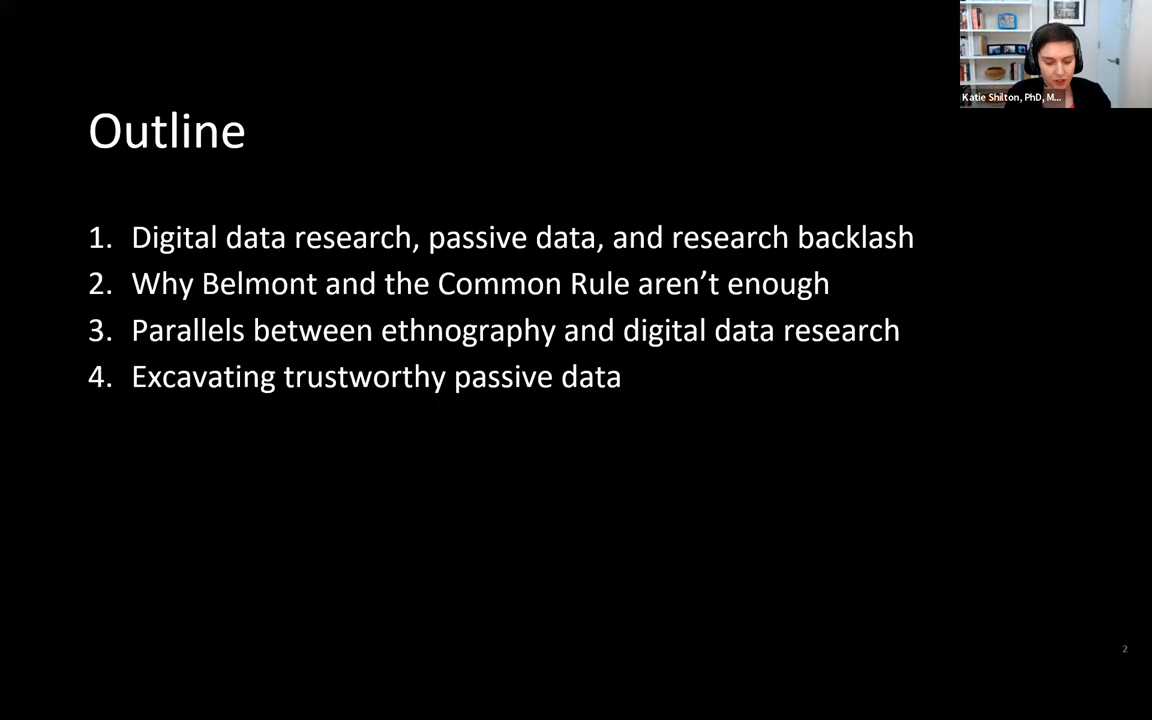 Katie Shilton, PhD, M...
Outline
1. Digital data research, passive data, and research backlash
2. Why Belmont and the Common Rule aren’t enough
3. Parallels between ethnography and digital data research
4. Excavating trustworthy passive data
2